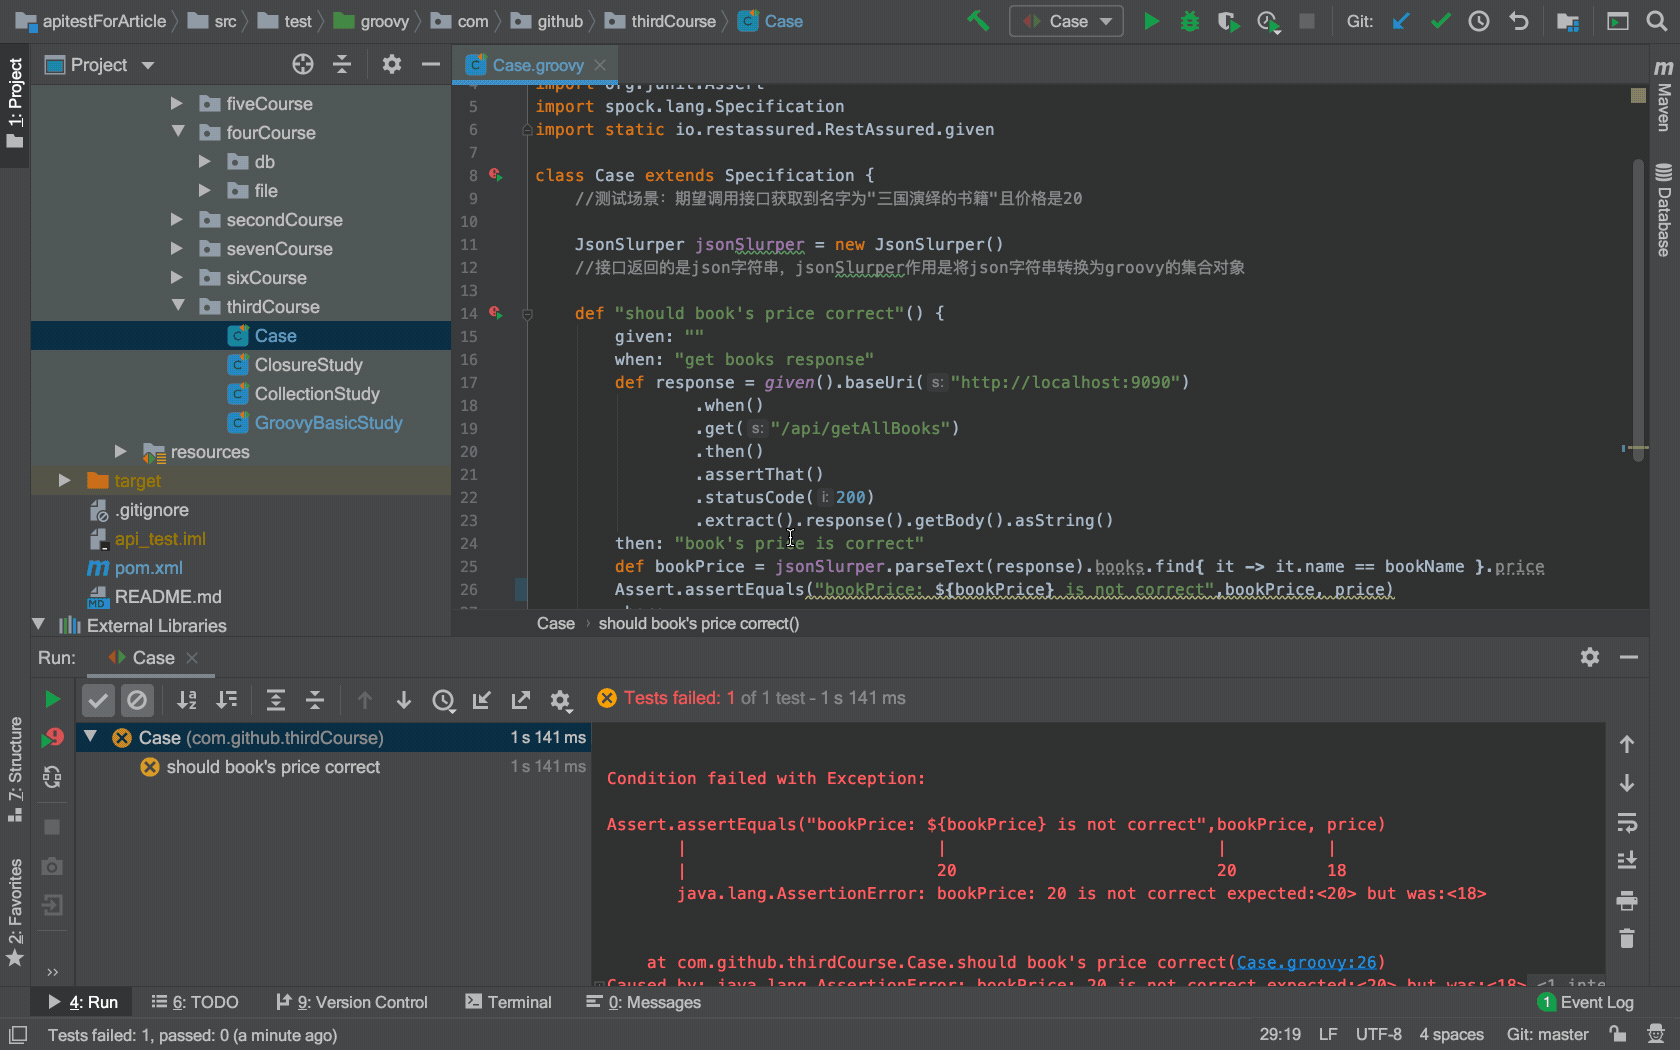 apitestForArticle src test groovy com github thirdCourse Case
Case
Git:
1: Project
Project
fiveCourse
fourCourse
db
file
secondCourse
sevenCourse
sixCourse
thirdCourse
Case
ClosureStudy
CollectionStudy
GroovyBasicStudy
resources
target
.gitignore
api_test.iml
pom.xml
README.md
External Libraries
Case.groovy
import org.junit.Assert
5 import spock.lang.Specification
6 import static io.restassured.RestAssured.given
7
8 class Case extends Specification {
9 //测试场景：期望调用接口获取到名字为"三国演绎的书籍"且价格是20
10
11 JsonSlurper jsonSlurper = new JsonSlurper()
12 //接口返回的是json字符串，jsonSlurper作用是将json字符串转换为groovy的集合对象
13
14 def "should book's price correct"() {
15 given: ""
16 when: "get books response"
17 def response = given().baseUri( s: "http://localhost:9090")
18 .when()
19 .get( s: "/api/getAllBooks")
20 .then()
21 .assertThat()
22 .statusCode( i: 200)
23 .extract().response().getBody().asString()
24 then: "book's price is correct"
25 def bookPrice = jsonSlurper.parseText(response).books.find{ it -> it.name == bookName }.price
26 Assert.assertEquals("bookPrice: ${bookPrice} is not correct",bookPrice, price)
Case › should book's price correct()
Maven
Database
Run: Case
Tests failed: 1 of 1 test – 1 s 141 ms
Case (com.github.thirdCourse) 1 s 141 ms
should book's price correct 1 s 141 ms
Condition failed with Exception:
Assert.assertEquals("bookPrice: ${bookPrice} is not correct",bookPrice, price)
| | | |
| 20 20 18
java.lang.AssertionError: bookPrice: 20 is not correct expected:<20> but was:<18>
at com.github.thirdCourse.Case.should book's price correct(Case.groovy:26)
Caused by: java.lang.AssertionError: bookPrice: 20 is not correct expected:<20> but was:<18> <1 inte
7: Structure
2: Favorites
4: Run 6: TODO 9: Version Control Terminal 0: Messages 1 Event Log
Tests failed: 1, passed: 0 (a minute ago) 29:19 LF UTF-8 4 spaces Git: master